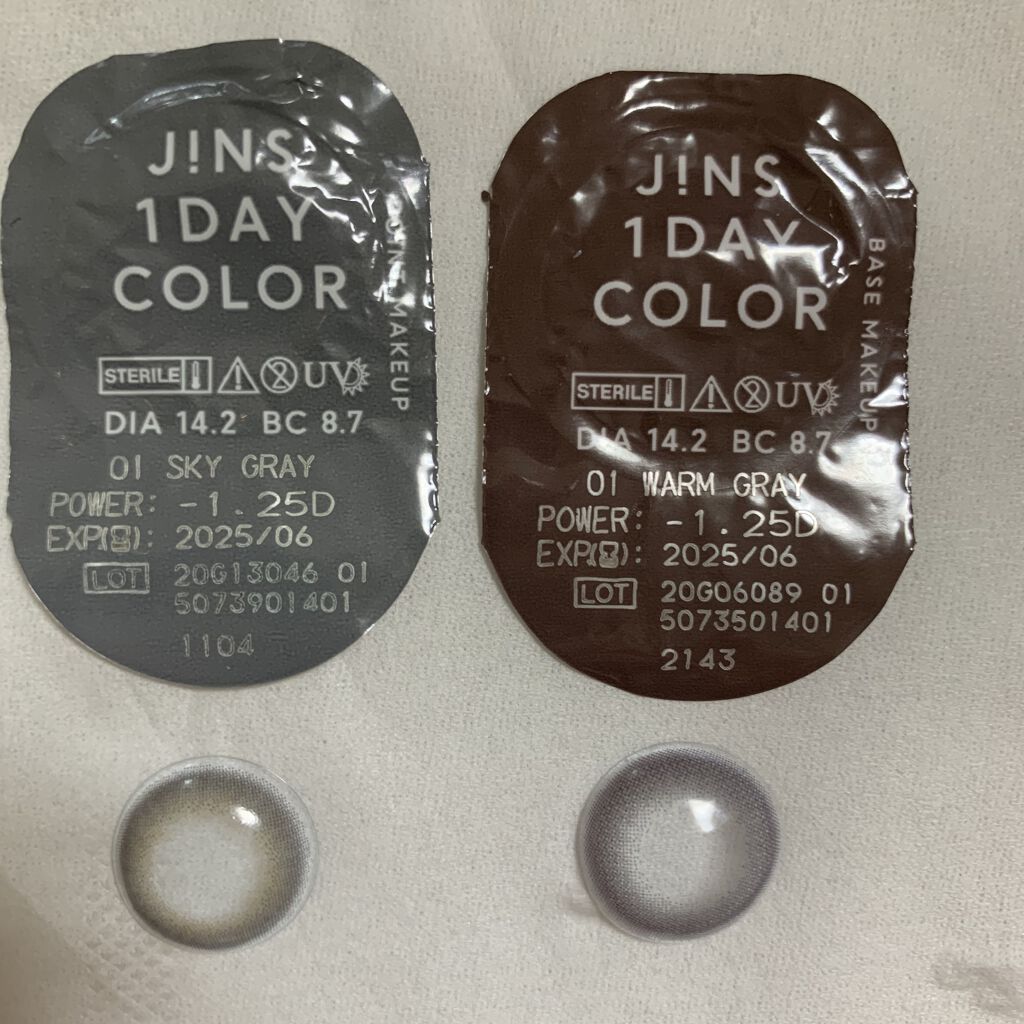 J!NS
1DAY
COLOR
MAKEUP
STERILE UV
DIA 14.2 BC 8.7
01 SKY GRAY
POWER: -1.25D
EXP(): 2025/06
LOT 20G13046 01
5073901401
1104
J!NS
1DAY
COLOR
BASE MAKEUP
STERILE UV
DIA 14.2 BC 8.7
01 WARM GRAY
POWER: -1.25D
EXP(): 2025/06
LOT 20G06089 01
5073501401
2143